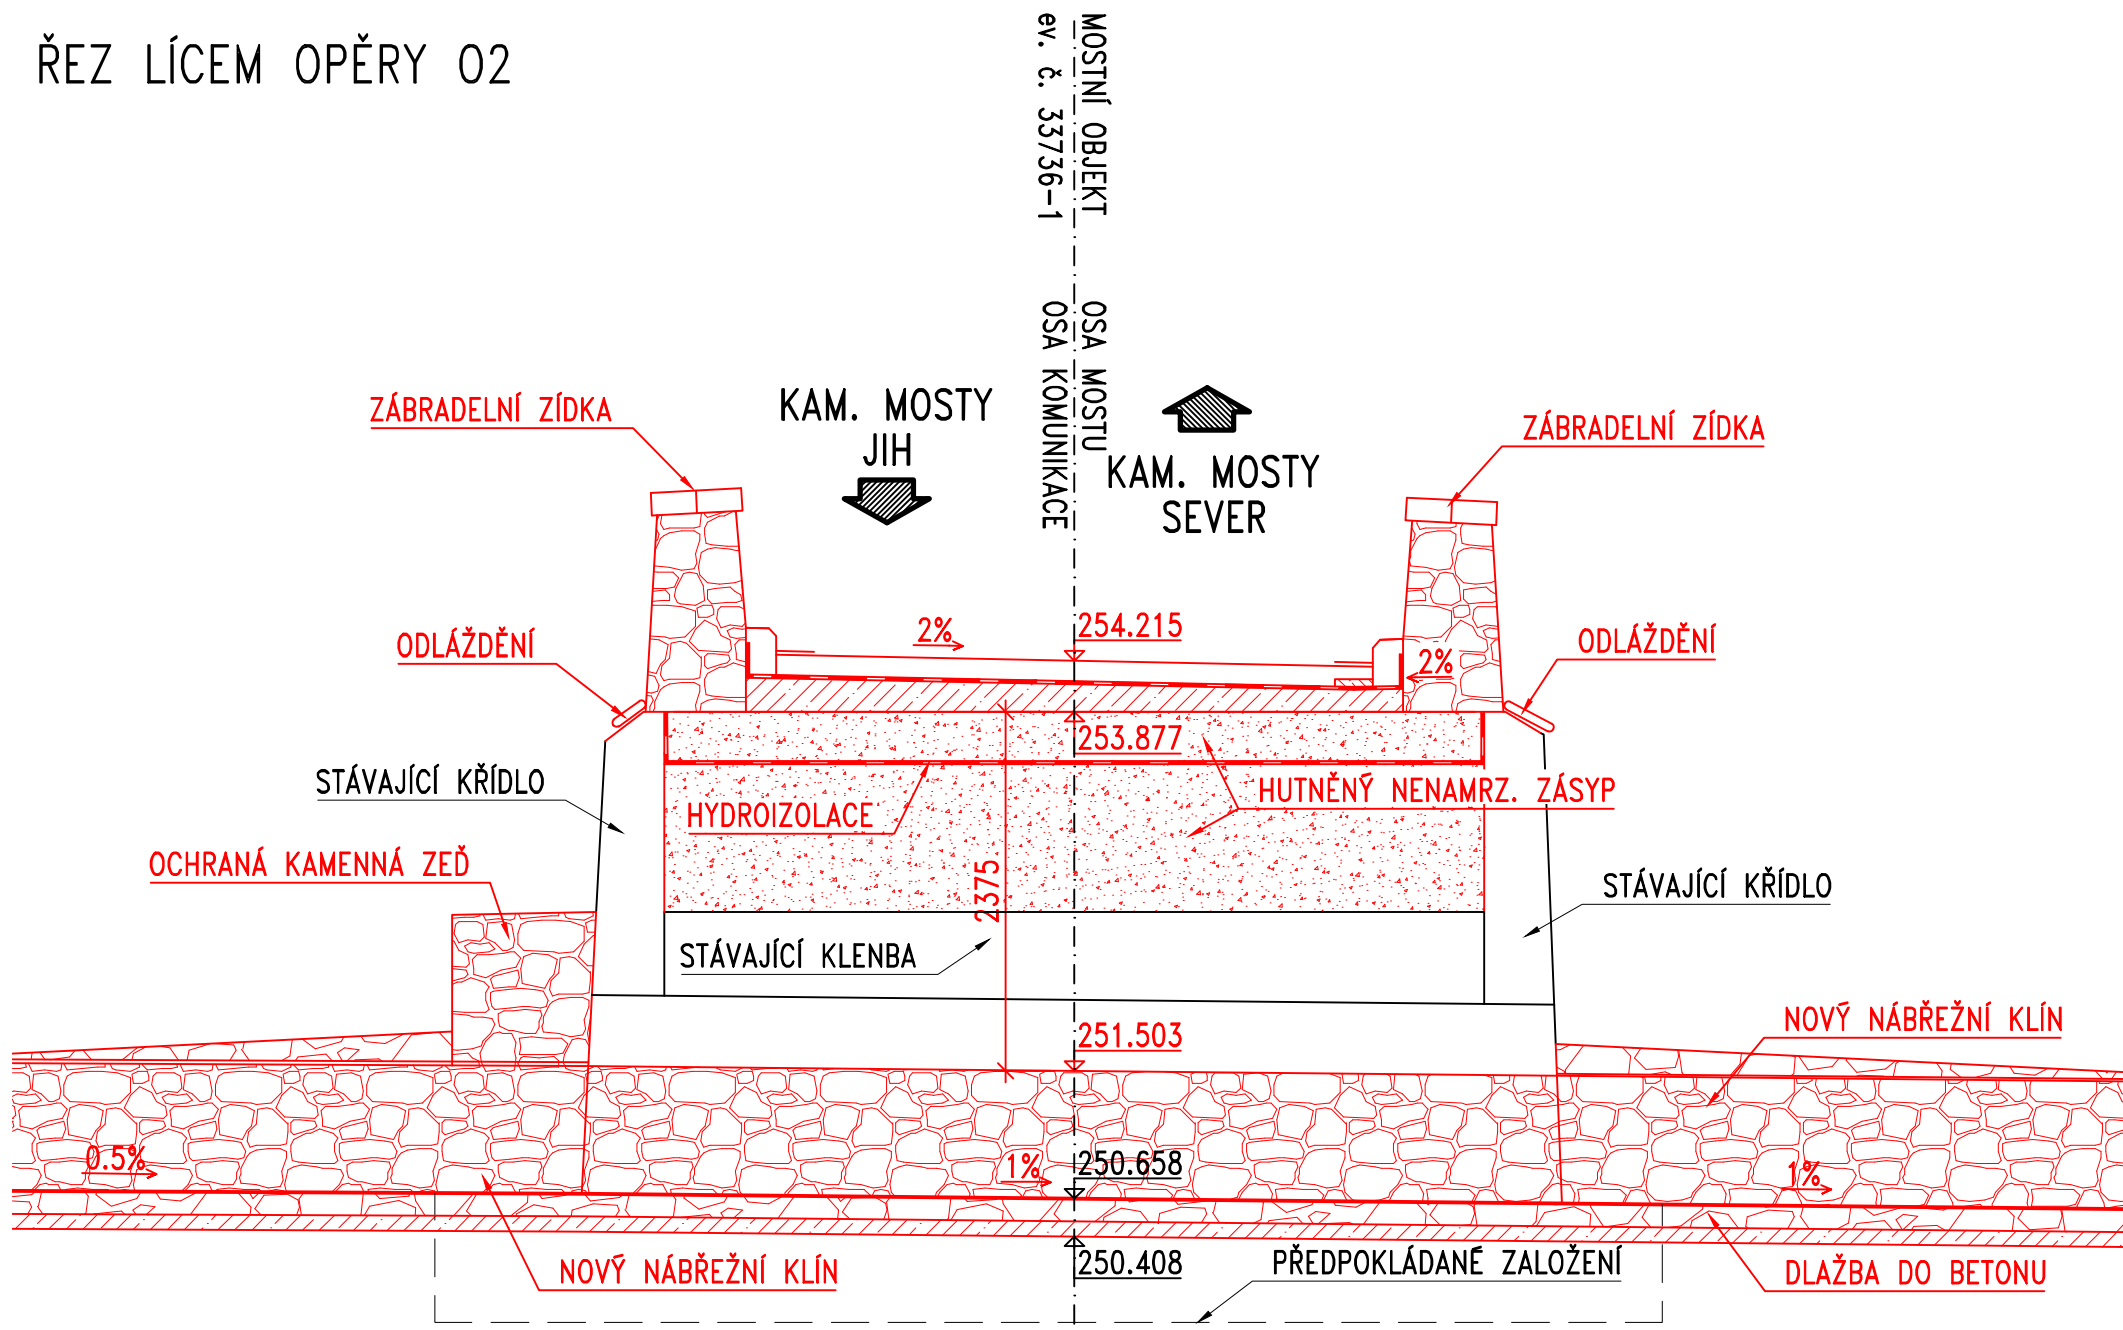 ŘEZ LÍCEM OPĚRY O2
MOSTNÍ OBJEKT
ev. č. 33736-1
OSA MOSTU
OSA KOMUNIKACE
ZÁBRADELNÍ ZÍDKA
KAM. MOSTY
JIH
KAM. MOSTY
SEVER
ZÁBRADELNÍ ZÍDKA
ODLÁŽDĚNÍ
2%
254.215
2%
ODLÁŽDĚNÍ
253.877
STÁVAJÍCÍ KŘÍDLO
HYDROIZOLACE
HUTNĚNÝ NENAMRZ. ZÁSYP
OCHRANÁ KAMENNÁ ZEĎ
2375
STÁVAJÍCÍ KŘÍDLO
STÁVAJÍCÍ KLENBA
251.503
NOVÝ NÁBŘEŽNÍ KLÍN
0.5%
1%
250.658
1%
NOVÝ NÁBŘEŽNÍ KLÍN
250.408
PŘEDPOKLÁDANÉ ZALOŽENÍ
DLAŽBA DO BETONU